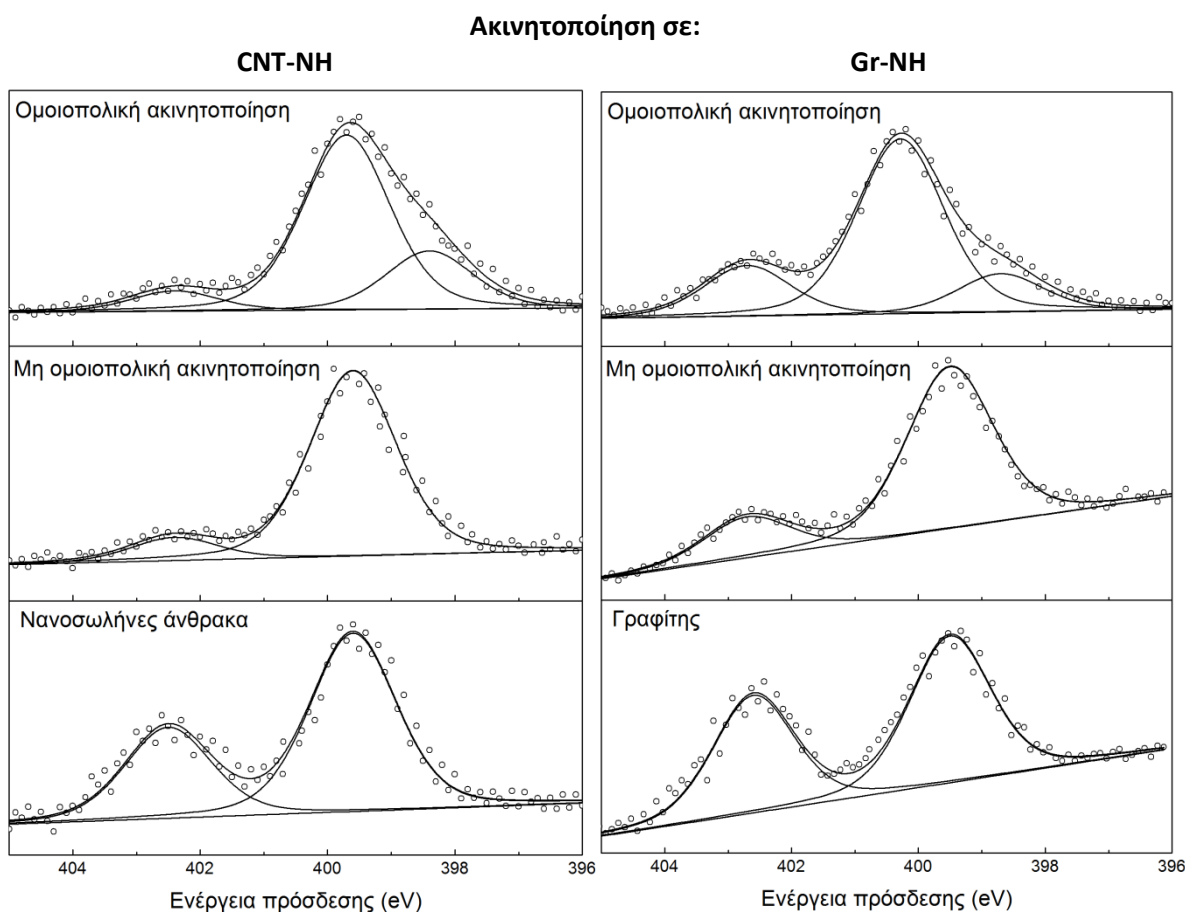 Ακινητοποίηση σε:
CNT-NH
Gr-NH
Ομοιοπολική ακινητοποίηση
Μη ομοιοπολική ακινητοποίηση
Νανοσωλήνες άνθρακα
404 402 400 398 396
Ενέργεια πρόσδεσης (eV)
Ομοιοπολική ακινητοποίηση
Μη ομοιοπολική ακινητοποίηση
Γραφίτης
404 402 400 398 396
Ενέργεια πρόσδεσης (eV)